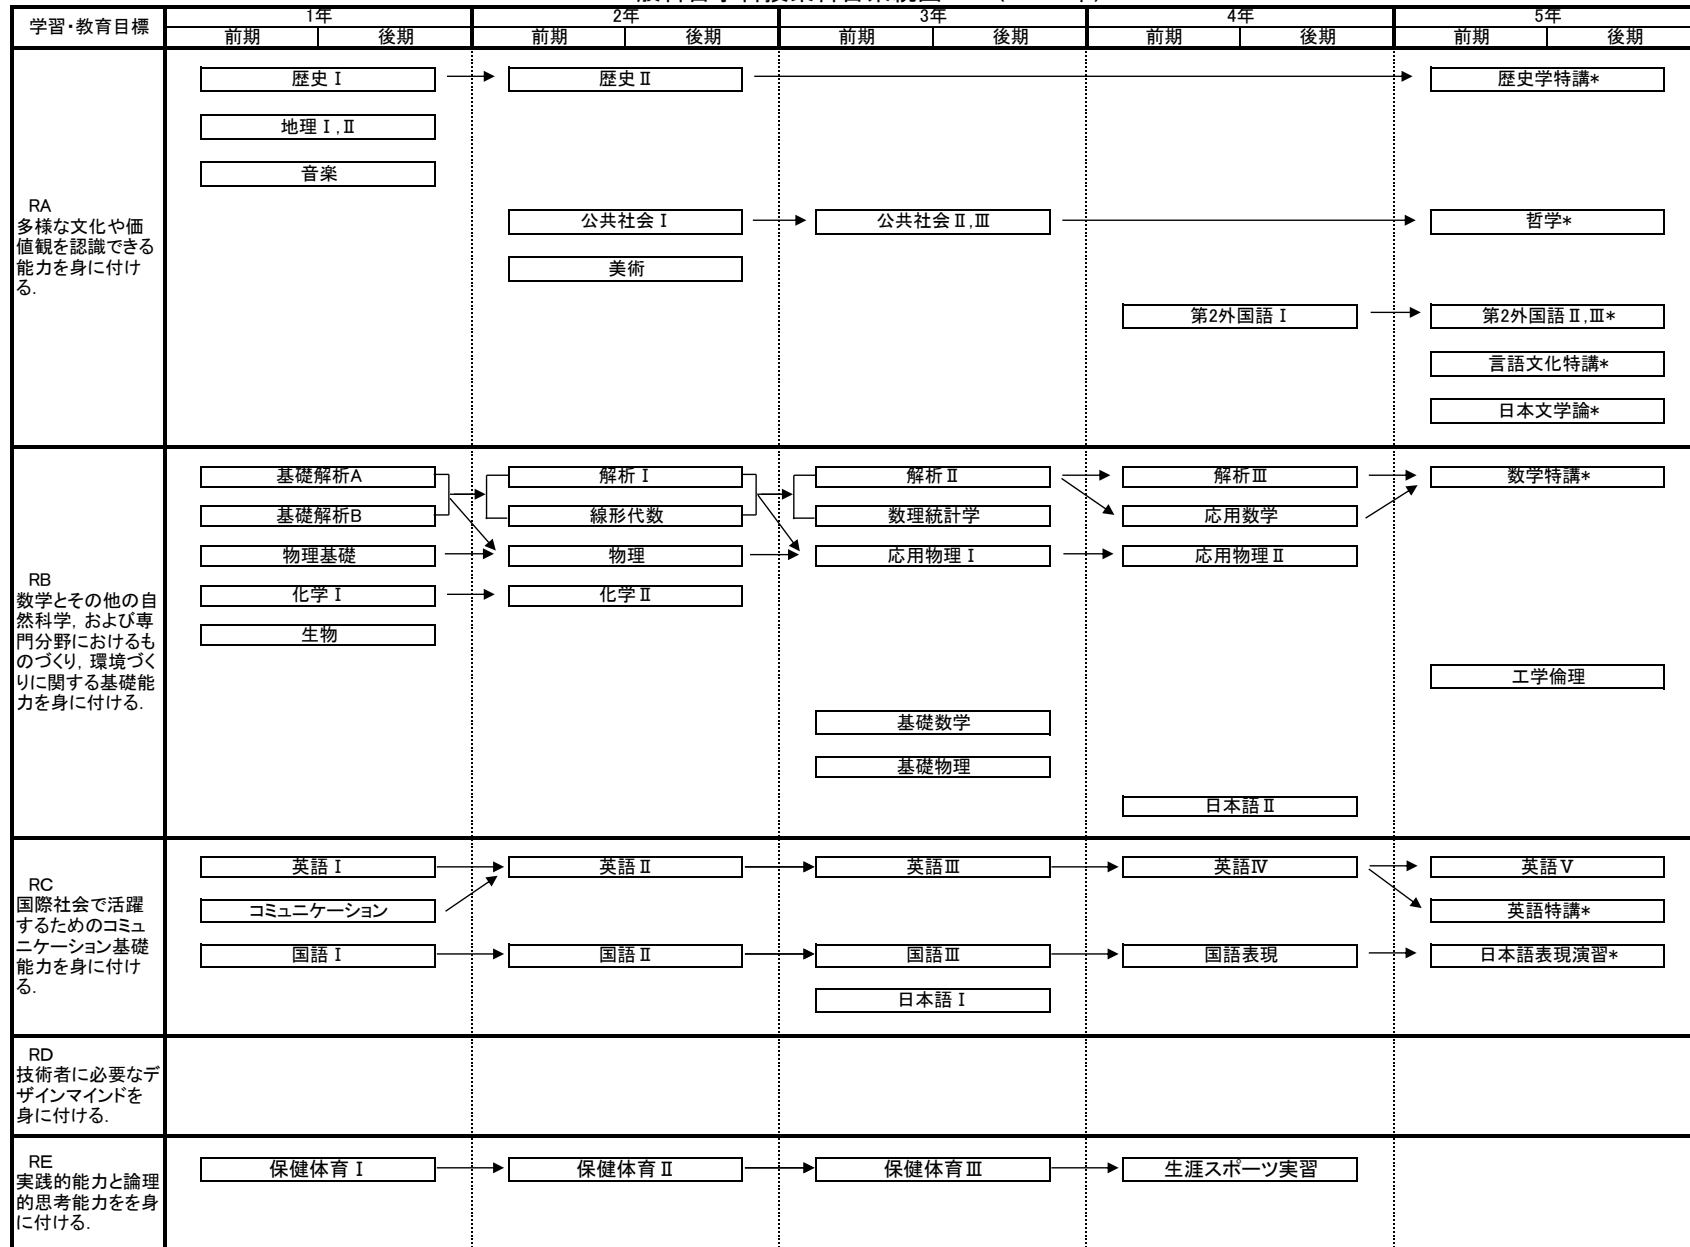 学習・教育目標 1年 2年 3年 4年 5年
前期 後期 前期 後期 前期 後期 前期 後期 前期 後期
RA
多様な文化や価
値観を認識できる
能力を身に付け
る.
歴史Ⅰ 歴史Ⅱ 歴史学特講*
地理Ⅰ,Ⅱ
音楽
公共社会Ⅰ 公共社会Ⅱ,Ⅲ 哲学*
美術
第2外国語Ⅰ 第2外国語Ⅱ,Ⅲ*
言語文化特講*
日本文学論*
RB
数学とその他の自
然科学, および専
門分野におけるも
のづくり, 環境づく
りに関する基礎能
力を身に付ける.
基礎解析A 解析Ⅰ 解析Ⅱ 解析Ⅲ 数学特講*
基礎解析B 線形代数 数理統計学 応用数学
物理基礎 物理 応用物理Ⅰ 応用物理Ⅱ
化学Ⅰ 化学Ⅱ
生物
工学倫理
基礎数学
基礎物理
日本語Ⅱ
RC
国際社会で活躍
するためのコミュ
ニケーション基礎
能力を身に付け
る.
英語Ⅰ 英語Ⅱ 英語Ⅲ 英語Ⅳ 英語Ⅴ
コミュニケーション 英語特講*
国語Ⅰ 国語Ⅱ 国語Ⅲ 国語表現 日本語表現演習*
日本語Ⅰ
RD
技術者に必要なデ
ザインマインドを
身に付ける.
RE
実践的能力と論理
的思考能力をを身
に付ける.
保健体育Ⅰ 保健体育Ⅱ 保健体育Ⅲ 生涯スポーツ実習